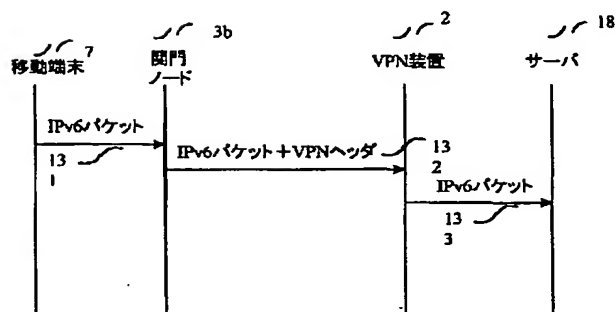 7
移動端末
3b
関門
ノード
2
VPN装置
18
サーバ
IPv6パケット
13
1
IPv6パケット+VPNヘッダ
13
2
IPv6パケット
13
3